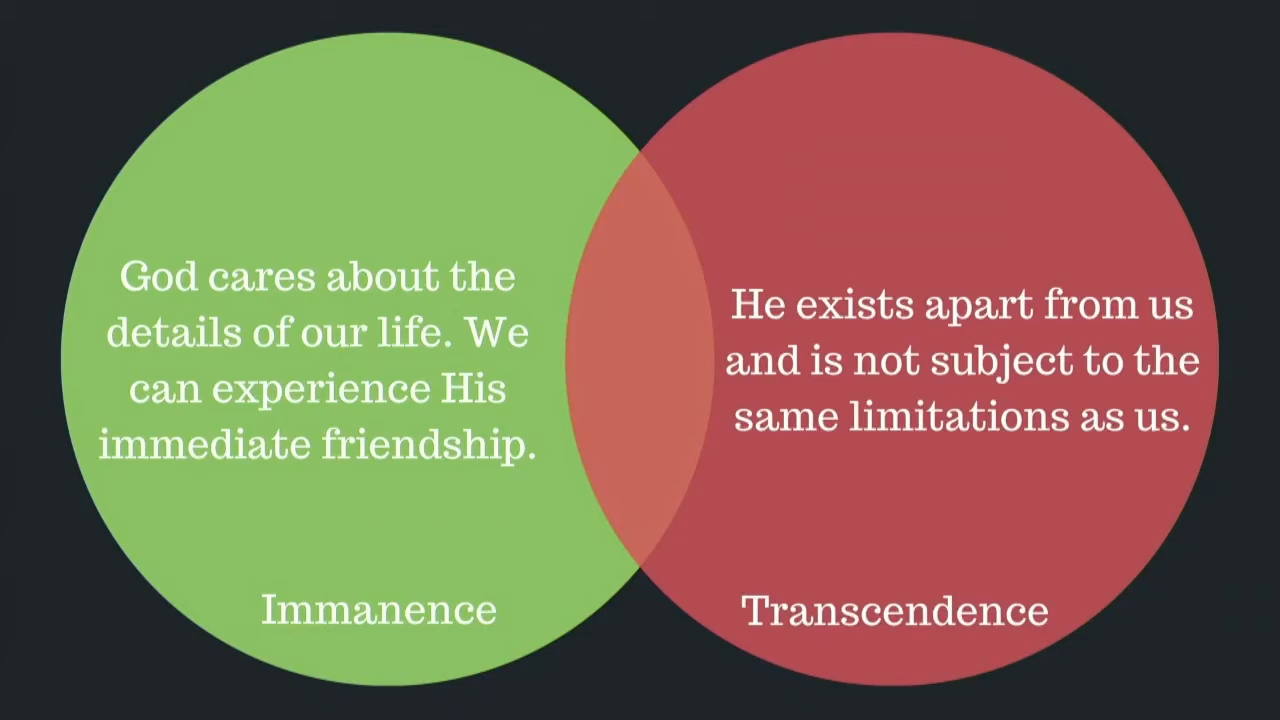 God cares about the
details of our life. We
can experience His
immediate friendship.
Immanence
He exists apart from us
and is not subject to the
same limitations as us.
Transcendence